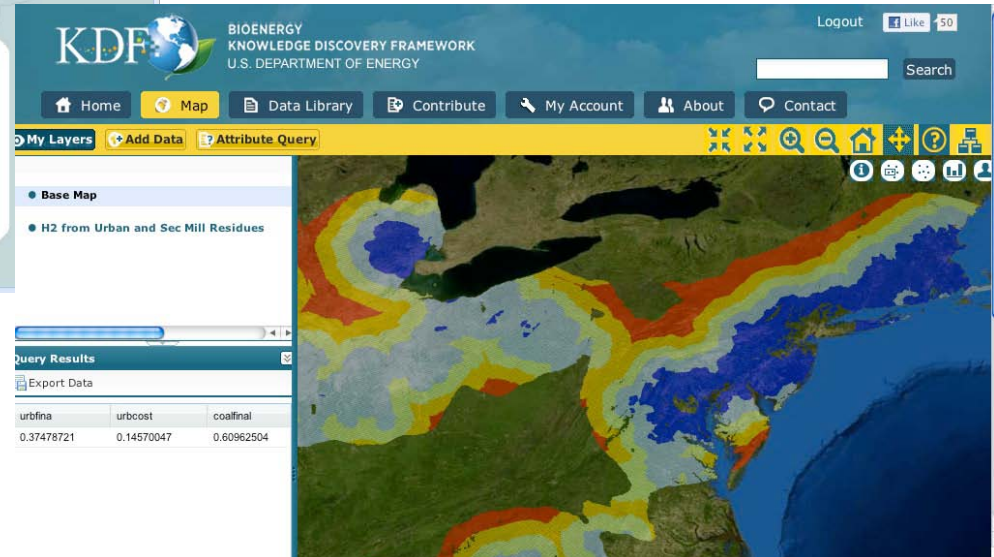 Logout
Like 50
KDF
BIOENERGY
KNOWLEDGE DISCOVERY FRAMEWORK
U.S. DEPARTMENT OF ENERGY
Search
Home Map Data Library Contribute My Account About Contact
My Layers Add Data Attribute Query
Base Map
H2 from Urban and Sec Mill Residues
Query Results
Export Data
urbfina urbcost coalfinal
0.37478721 0.14570047 0.60962504